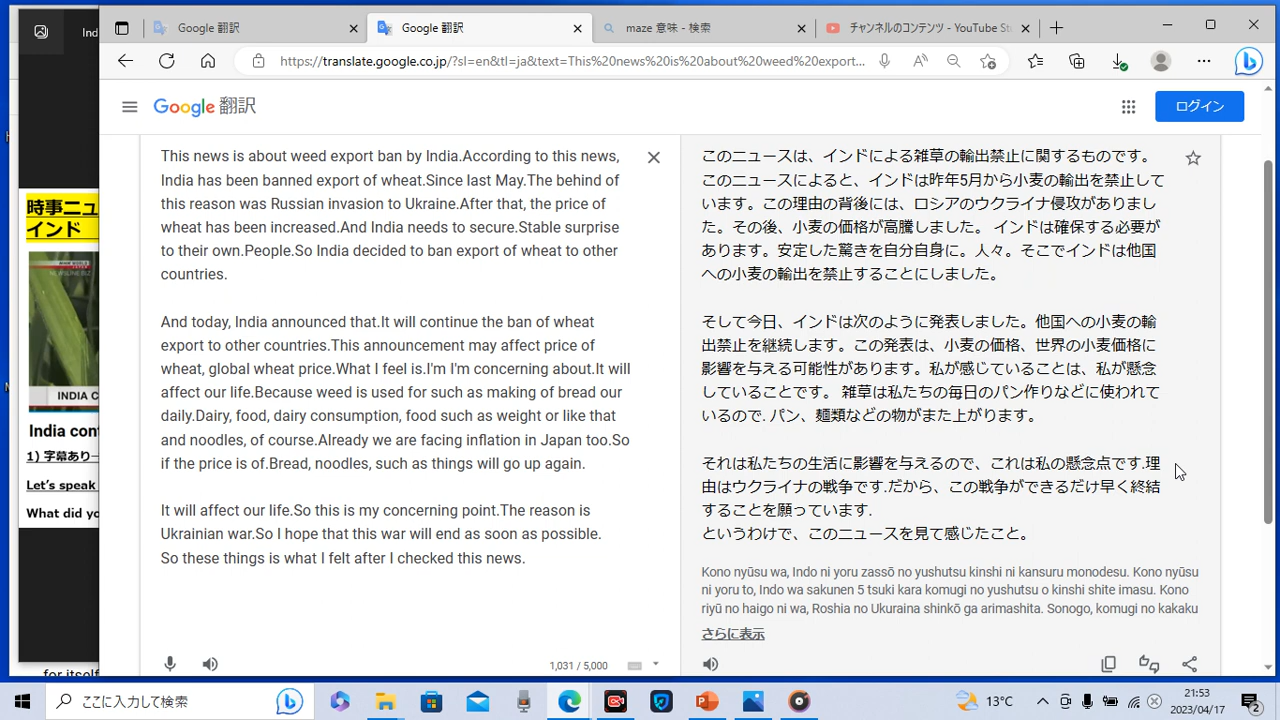 Ind
Google 翻訳
Google 翻訳
maze 意味 - 検索
チャンネルのコンテンツ - YouTube St
https://translate.google.co.jp/?sl=en&tl=ja&text=This%20news%20is%20about%20weed%20export...
Google 翻訳
ログイン
This news is about weed export ban by India.According to this news,
India has been banned export of wheat.Since last May.The behind of
this reason was Russian invasion to Ukraine.After that, the price of
wheat has been increased.And India needs to secure.Stable surprise
to their own.People.So India decided to ban export of wheat to other
countries.
And today, India announced that.It will continue the ban of wheat
export to other countries.This announcement may affect price of
wheat, global wheat price.What I feel is.I'm I'm concerning about.It will
affect our life.Because weed is used for such as making of bread our
daily.Dairy, food, dairy consumption, food such as weight or like that
and noodles, of course.Already we are facing inflation in Japan too.So
if the price is of.Bread, noodles, such as things will go up again.
It will affect our life.So this is my concerning point.The reason is
Ukrainian war.So I hope that this war will end as soon as possible.
So these things is what I felt after I checked this news.
1,031 / 5,000
このニュースは、インドによる雑草の輸出禁止に関するものです。
このニュースによると、インドは昨年5月から小麦の輸出を禁止して
います。この理由の背後には、ロシアのウクライナ侵攻がありまし
た。その後、小麦の価格が高騰しました。 インドは確保する必要が
あります。安定した驚きを自分自身に。人々。そこでインドは他国
への小麦の輸出を禁止することにしました。
そして今日、インドは次のように発表しました。他国への小麦の輸
出禁止を継続します。この発表は、小麦の価格、世界の小麦価格に
影響を与える可能性があります。私が感じていることは、私が懸念
していることです。 雑草は私たちの毎日のパン作りなどに使われて
いるので. パン、麺類などの物がまた上がります。
それは私たちの生活に影響を与えるので、これは私の懸念点です.理
由はウクライナの戦争です.だから、この戦争ができるだけ早く終結
することを願っています.
というわけで、このニュースを見て感じたこと。
Kono nyūsu wa, Indo ni yoru zassō no yushutsu kinshi ni kansuru monodesu. Kono nyūsu
ni yoru to, Indo wa sakunen 5 tsuki kara komugi no yushutsu o kinshi shite imasu. Kono
riyū no haigo ni wa, Roshia no Ukuraina shinkō ga arimashita. Sonogo, komugi no kakaku
さらに表示
時事ニュ
インド
INDIA C
India cont
1) 字幕あり一
Let's speak
What did yo
for itself
ここに入力して検索
13°C
21:53
2023/04/17
2